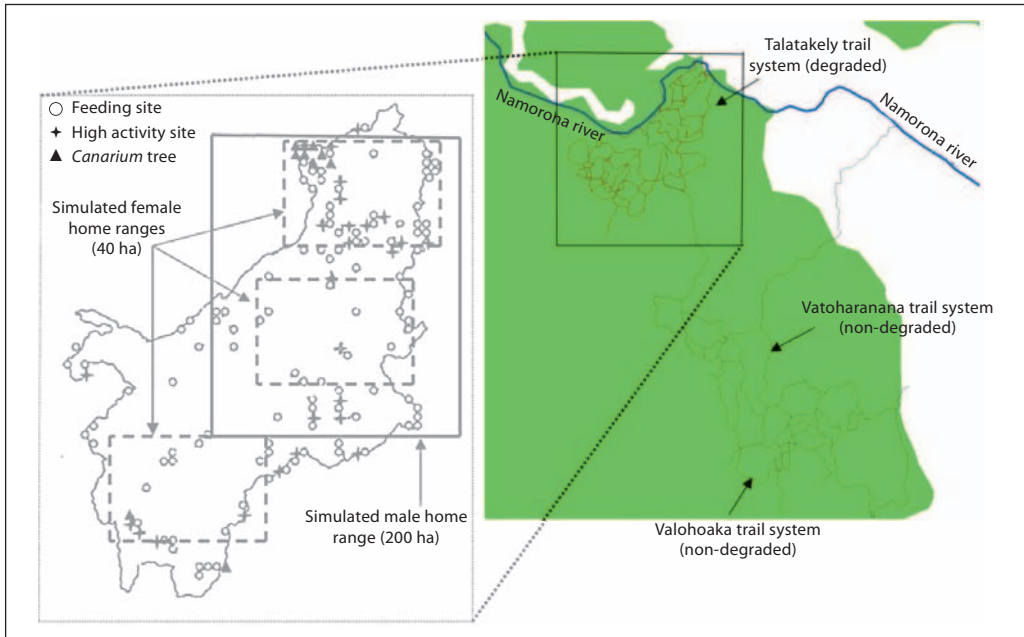 Feeding site
High activity site
Canarium tree
Simulated female
home ranges
(40 ha)
Simulated male home
range (200 ha)
Talatakely trail
system (degraded)
Namorona river
Namorona river
Vatoharanana trail system
(non-degraded)
Valohoaka trail system
(non-degraded)